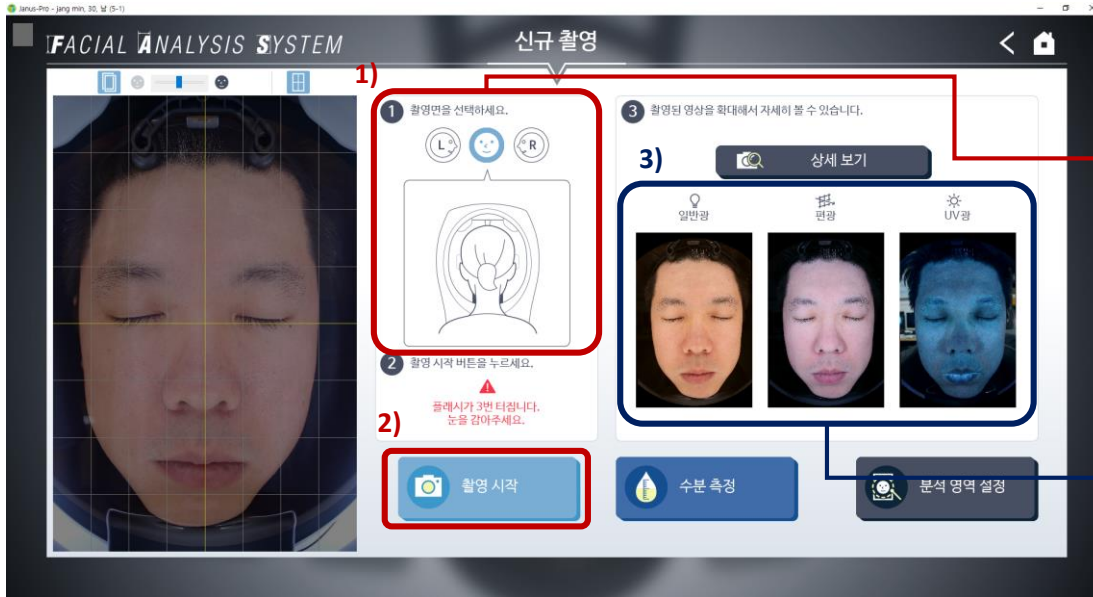 Janus-Pro - jang min, 30, 남 (5-1)
FACIAL ANALYSIS SYSTEM
신규 촬영
1)
1 촬영면을 선택하세요.
L
R
2 촬영 시작 버튼을 누르세요.
플래시가 3번 터집니다.
눈을 감아주세요.
2)
촬영 시작
3 촬영된 영상을 확대해서 자세히 볼 수 있습니다.
3)
상세 보기
일반광
편광
UV광
수분 측정
분석 영역 설정